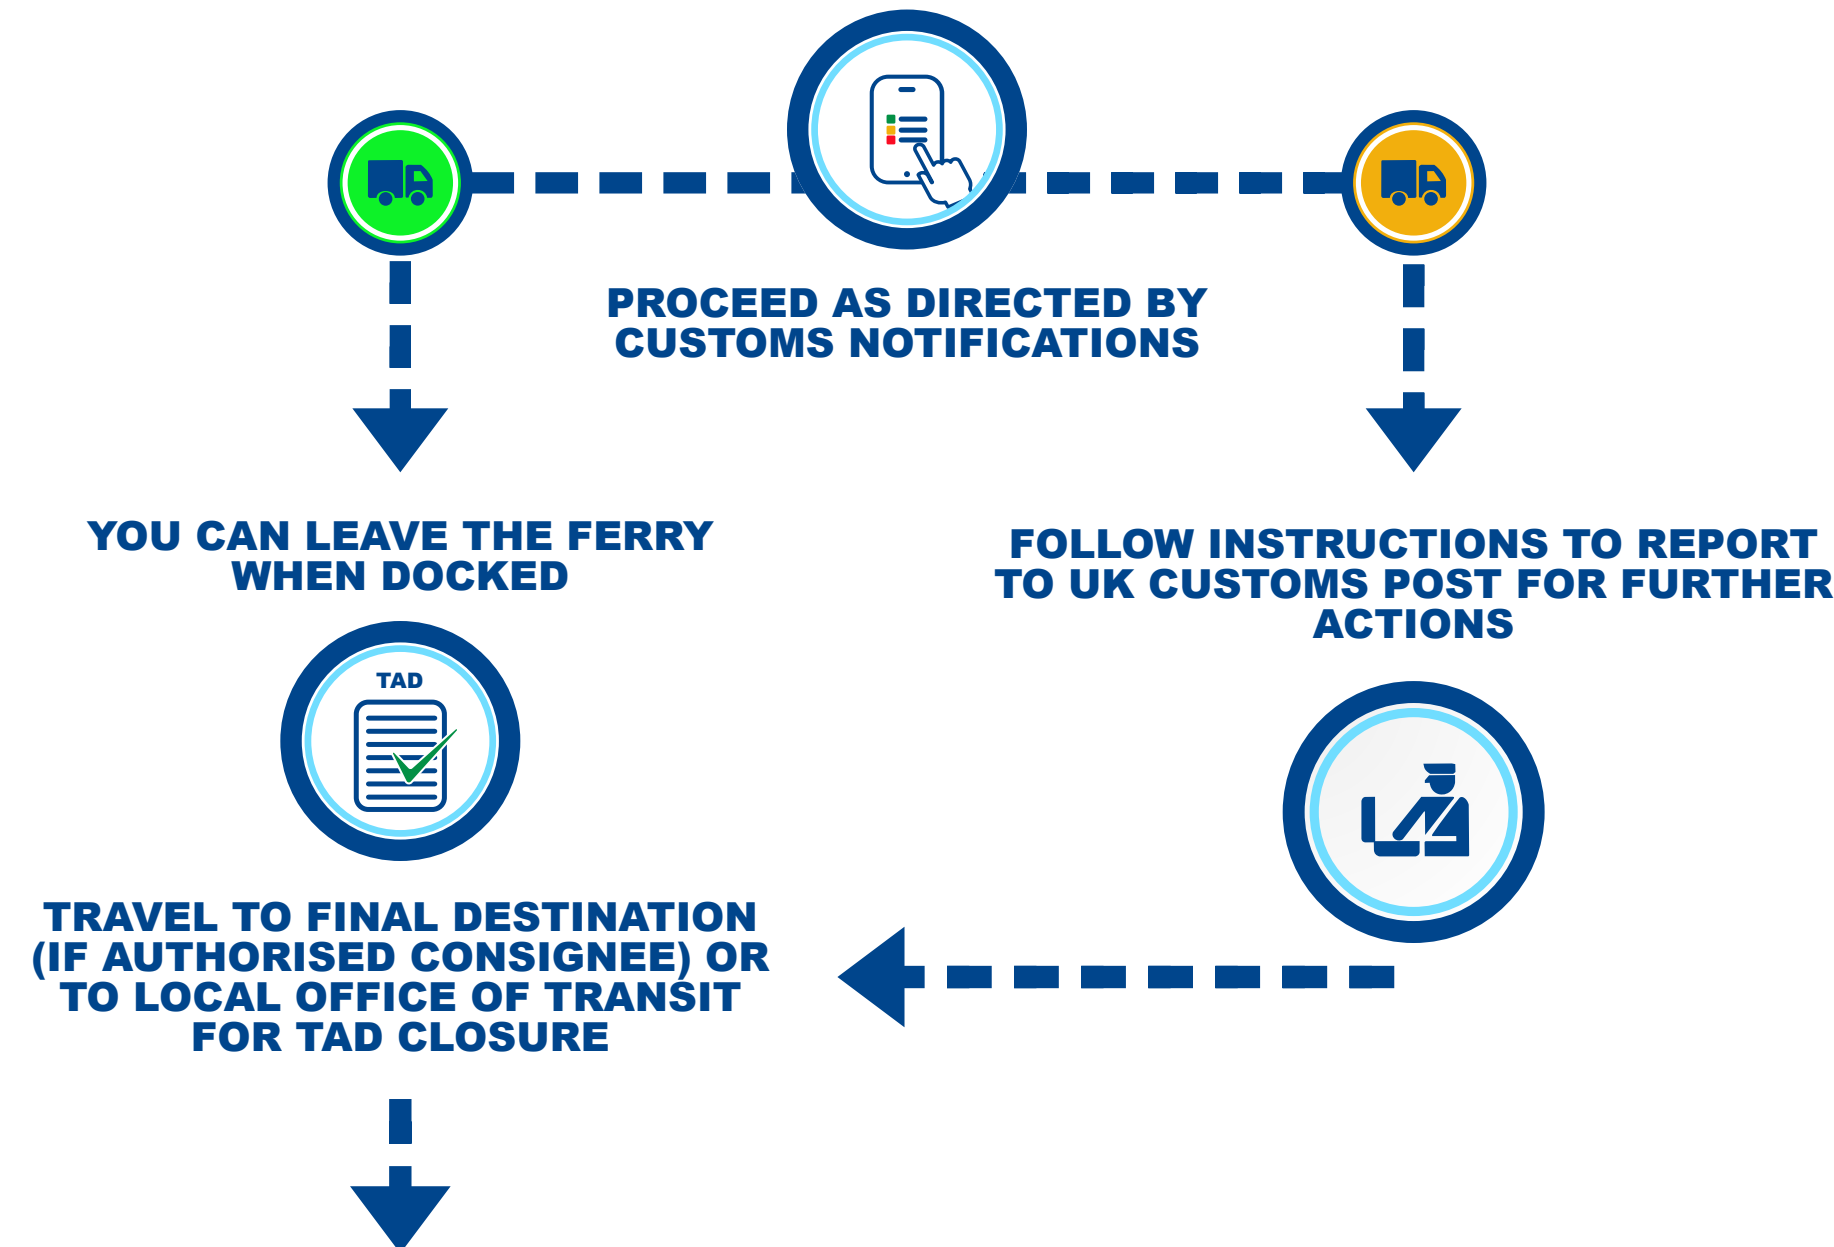 PROCEED AS DIRECTED BY
CUSTOMS NOTIFICATIONS
YOU CAN LEAVE THE FERRY
WHEN DOCKED
FOLLOW INSTRUCTIONS TO REPORT
TO UK CUSTOMS POST FOR FURTHER
ACTIONS
TAD
TRAVEL TO FINAL DESTINATION
(IF AUTHORISED CONSIGNEE) OR
TO LOCAL OFFICE OF TRANSIT
FOR TAD CLOSURE